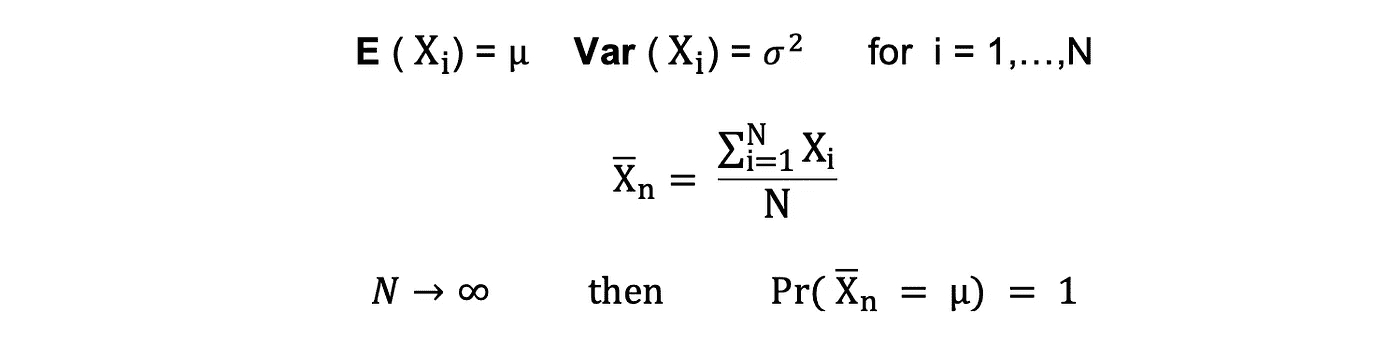 E ( Xᵢ) = μ Var ( Xᵢ) = σ² for i = 1,…,N
X̅ₙ = ∑ᵢ₌₁ᴺ Xᵢ / N
N → ∞ then Pr( X̅ₙ = μ) = 1